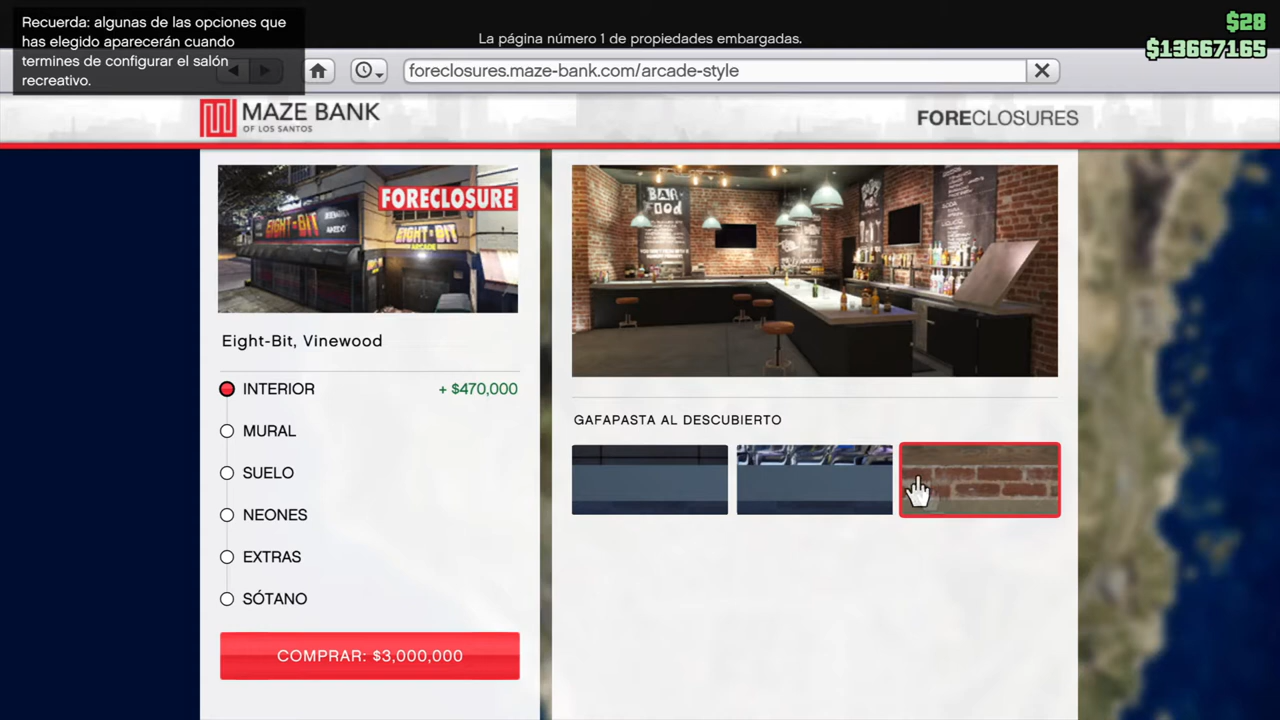 Recuerda: algunas de las opciones que
has elegido aparecerán cuando
termines de configurar el salón
recreativo.
$28
$13667165
La página número 1 de propiedades embargadas.
foreclosures.maze-bank.com/arcade-style
MAZE BANK
OF LOS SANTOS
FORECLOSURES
FORECLOSURE
EIGHT-BIT
EIGHT-BIT
BAR
FOOD
Eight-Bit, Vinewood
INTERIOR + $470,000
MURAL
SUELO
NEONES
EXTRAS
SÓTANO
COMPRAR: $3,000,000
GAFAPASTA AL DESCUBIERTO